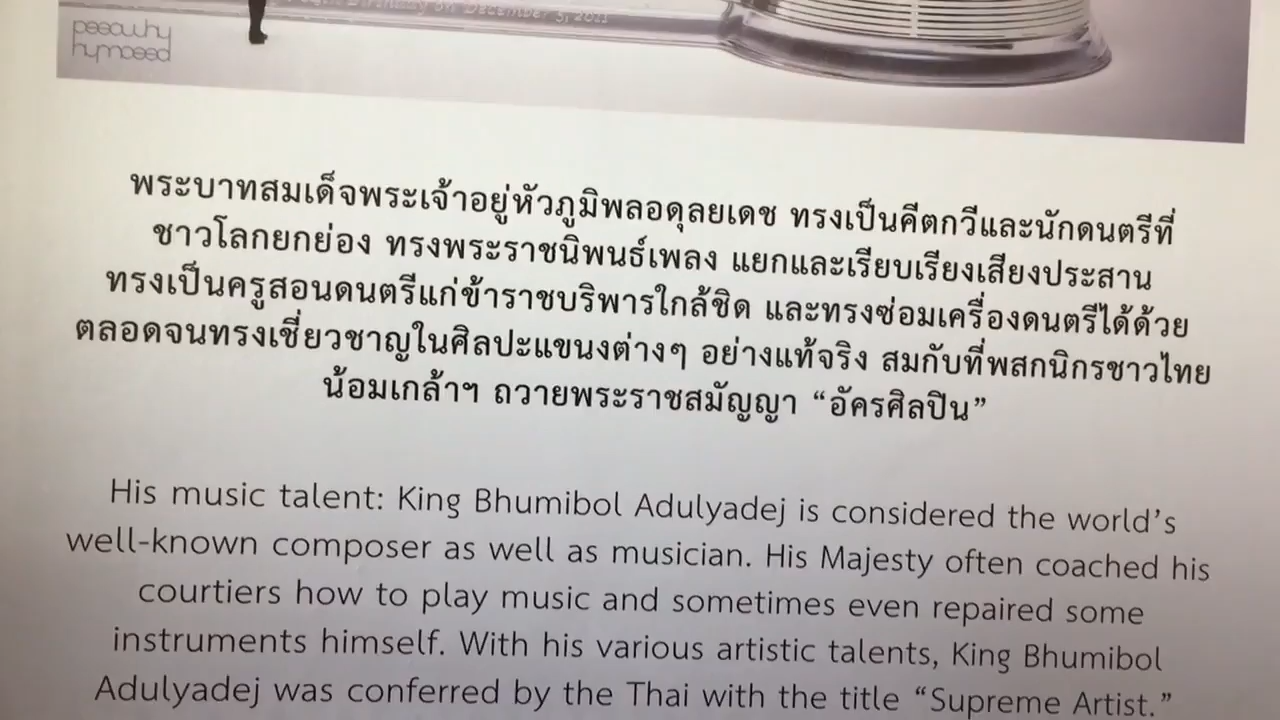 Birthday on December 5, 2011
peeawhy
hymdeed
พระบาทสมเด็จพระเจ้าอยู่หัวภูมิพลอดุลยเดช ทรงเป็นคีตกวีและนักดนตรีที่
ชาวโลกยกย่อง ทรงพระราชนิพนธ์เพลง แยกและเรียบเรียงเสียงประสาน
ทรงเป็นครูสอนดนตรีแก่ข้าราชบริพารใกล้ชิด และทรงซ่อมเครื่องดนตรีได้ด้วย
ตลอดจนทรงเชี่ยวชาญในศิลปะแขนงต่างๆ อย่างแท้จริง สมกับที่พสกนิกรชาวไทย
น้อมเกล้าฯ ถวายพระราชสมัญญา “อัครศิลปิน”
His music talent: King Bhumibol Adulyadej is considered the world’s
well-known composer as well as musician. His Majesty often coached his
courtiers how to play music and sometimes even repaired some
instruments himself. With his various artistic talents, King Bhumibol
Adulyadej was conferred by the Thai with the title “Supreme Artist.”